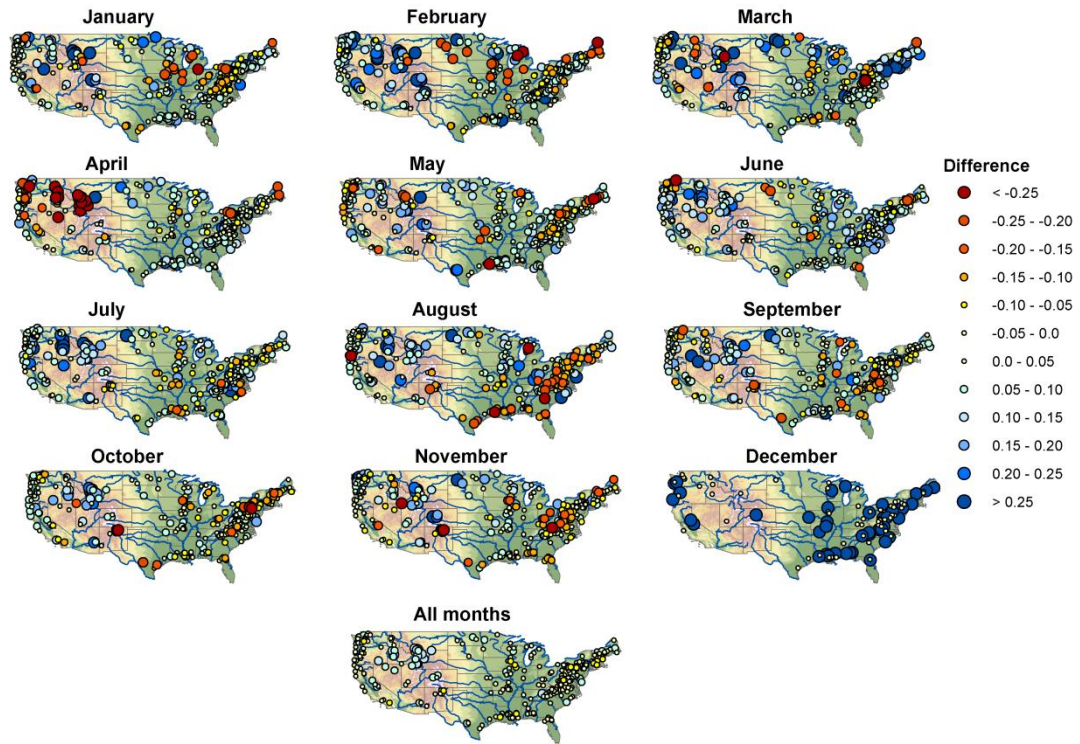 January
February
March
April
May
June
Difference
< -0.25
-0.25 - -0.20
-0.20 - -0.15
-0.15 - -0.10
-0.10 - -0.05
-0.05 - 0.0
0.0 - 0.05
0.05 - 0.10
0.10 - 0.15
0.15 - 0.20
0.20 - 0.25
> 0.25
July
August
September
October
November
December
All months